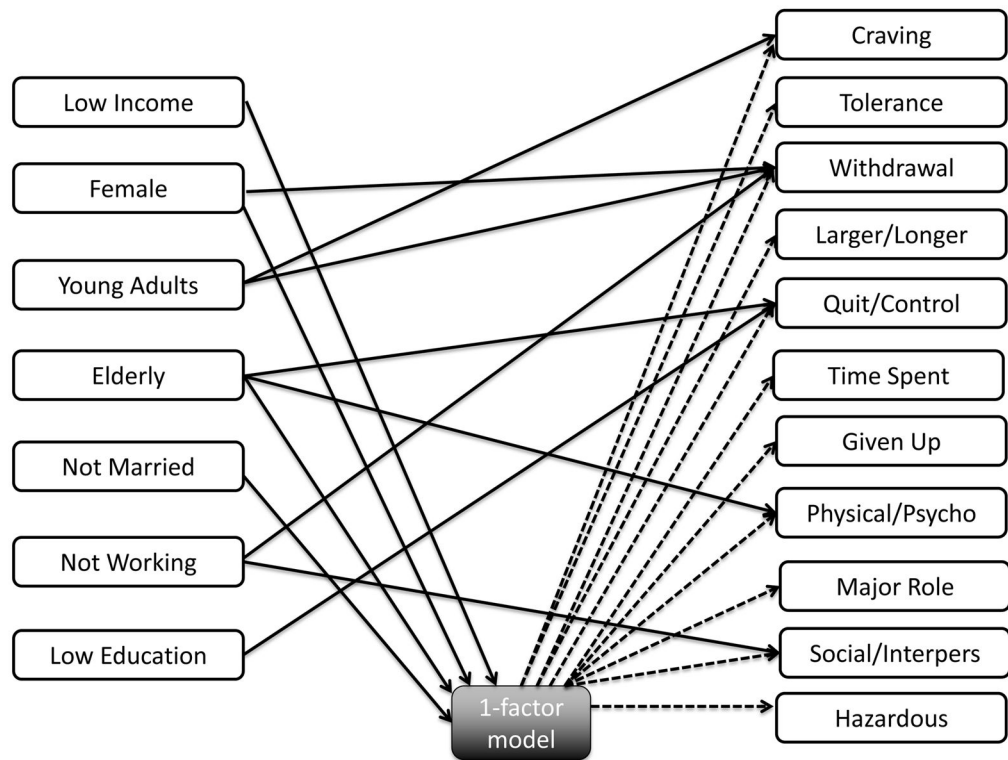 Low Income
Female
Young Adults
Elderly
Not Married
Not Working
Low Education
1-factor
model
Craving
Tolerance
Withdrawal
Larger/Longer
Quit/Control
Time Spent
Given Up
Physical/Psycho
Major Role
Social/Interpers
Hazardous